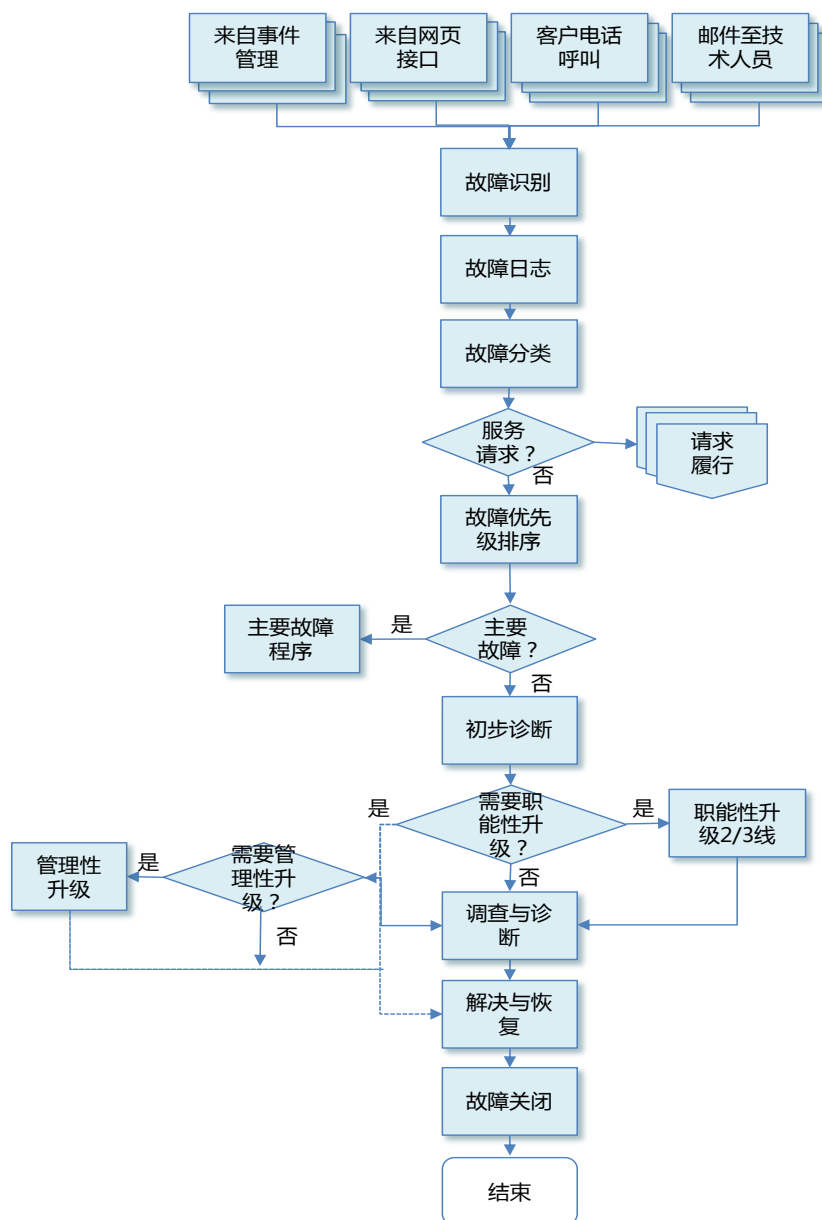 来自事件
管理
来自网页
接口
客户电话
呼叫
邮件至技
术人员
故障识别
故障日志
故障分类
服务
请求？
请求
履行
否
故障优先
级排序
主要故障
程序
是
主要
故障？
否
初步诊断
是
需要职
能性升
级？
是
职能性升
级2/3线
管理性
升级
是
需要管
理性升
级？
否
否
调查与诊
断
解决与恢
复
故障关闭
结束